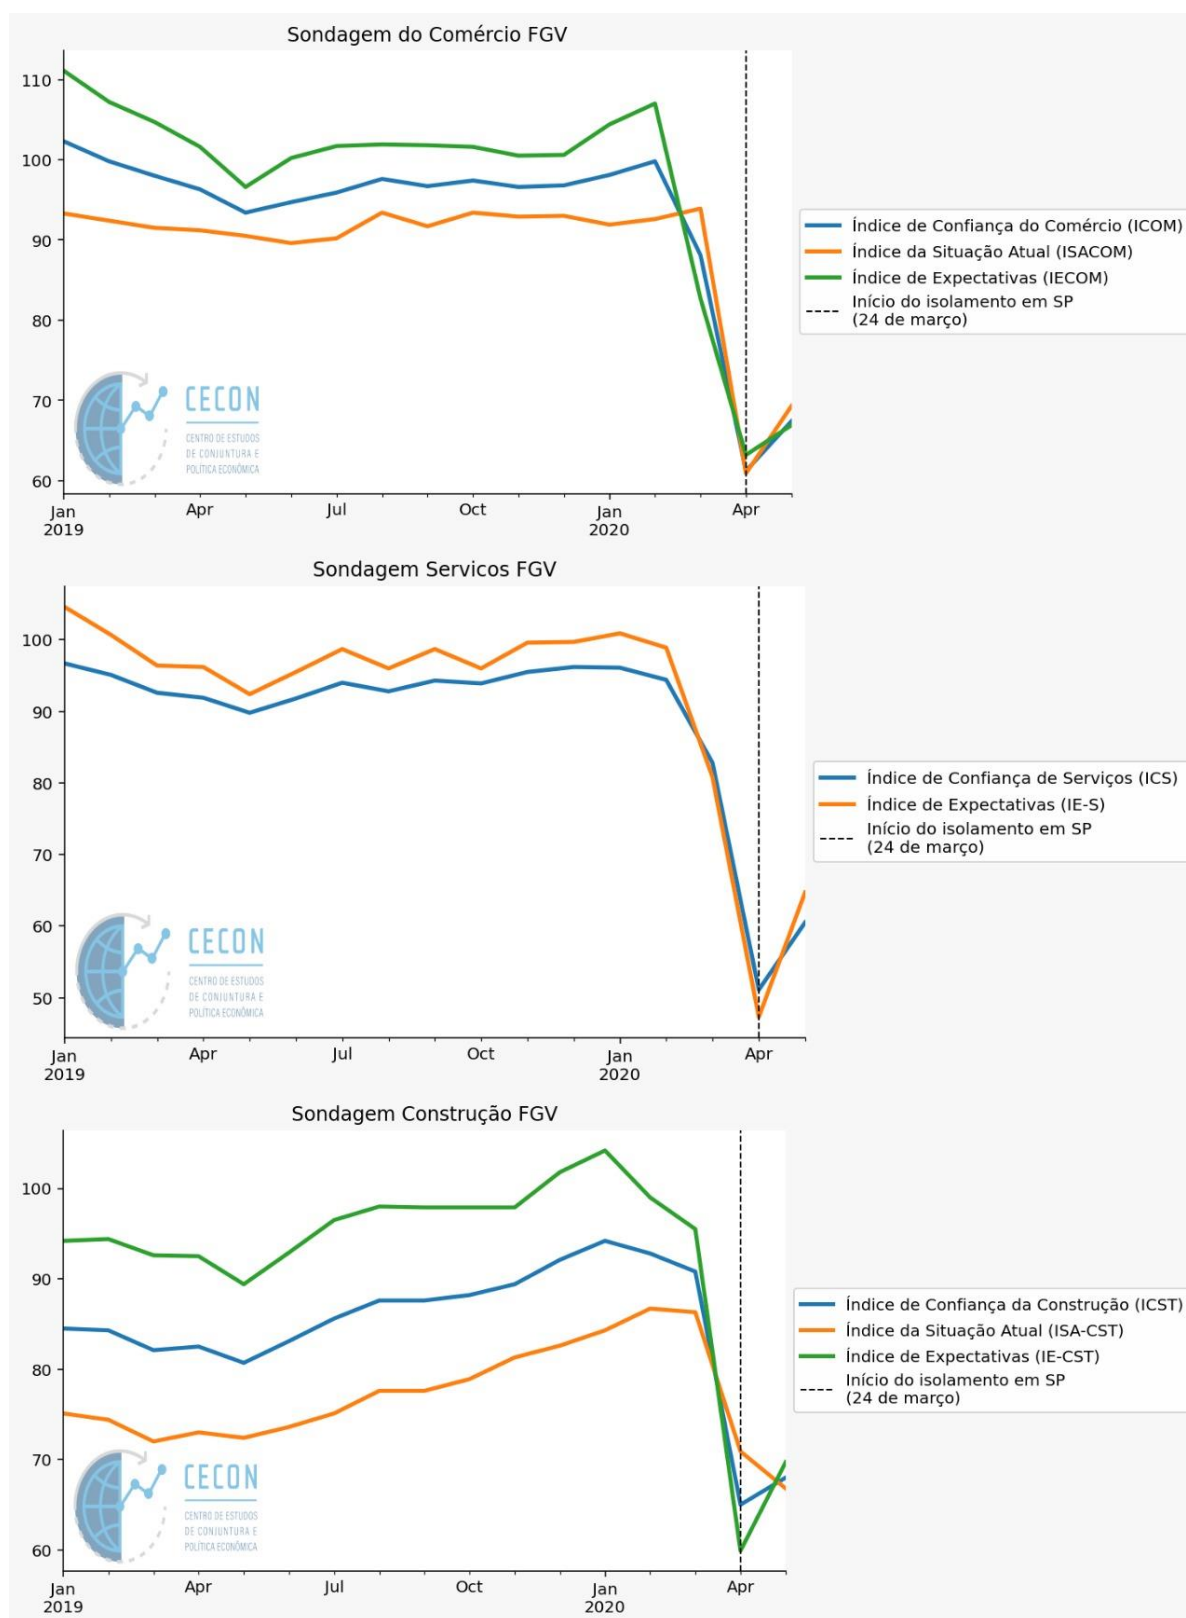 Sondagem do Comércio FGV
110
100
90
80
70
60
Jan
2019
Apr
Jul
Oct
Jan
2020
Apr
Índice de Confiança do Comércio (ICOM)
Índice da Situação Atual (ISACOM)
Índice de Expectativas (IECOM)
Início do isolamento em SP
(24 de março)
CECON
CENTRO DE ESTUDOS
DE CONJUNTURA E
POLÍTICA ECONÔMICA
Sondagem Servicos FGV
100
90
80
70
60
50
Jan
2019
Apr
Jul
Oct
Jan
2020
Apr
Índice de Confiança de Serviços (ICS)
Índice de Expectativas (IE-S)
Início do isolamento em SP
(24 de março)
CECON
CENTRO DE ESTUDOS
DE CONJUNTURA E
POLÍTICA ECONÔMICA
Sondagem Construção FGV
100
90
80
70
60
Jan
2019
Apr
Jul
Oct
Jan
2020
Apr
Índice de Confiança da Construção (ICST)
Índice da Situação Atual (ISA-CST)
Índice de Expectativas (IE-CST)
Início do isolamento em SP
(24 de março)
CECON
CENTRO DE ESTUDOS
DE CONJUNTURA E
POLÍTICA ECONÔMICA